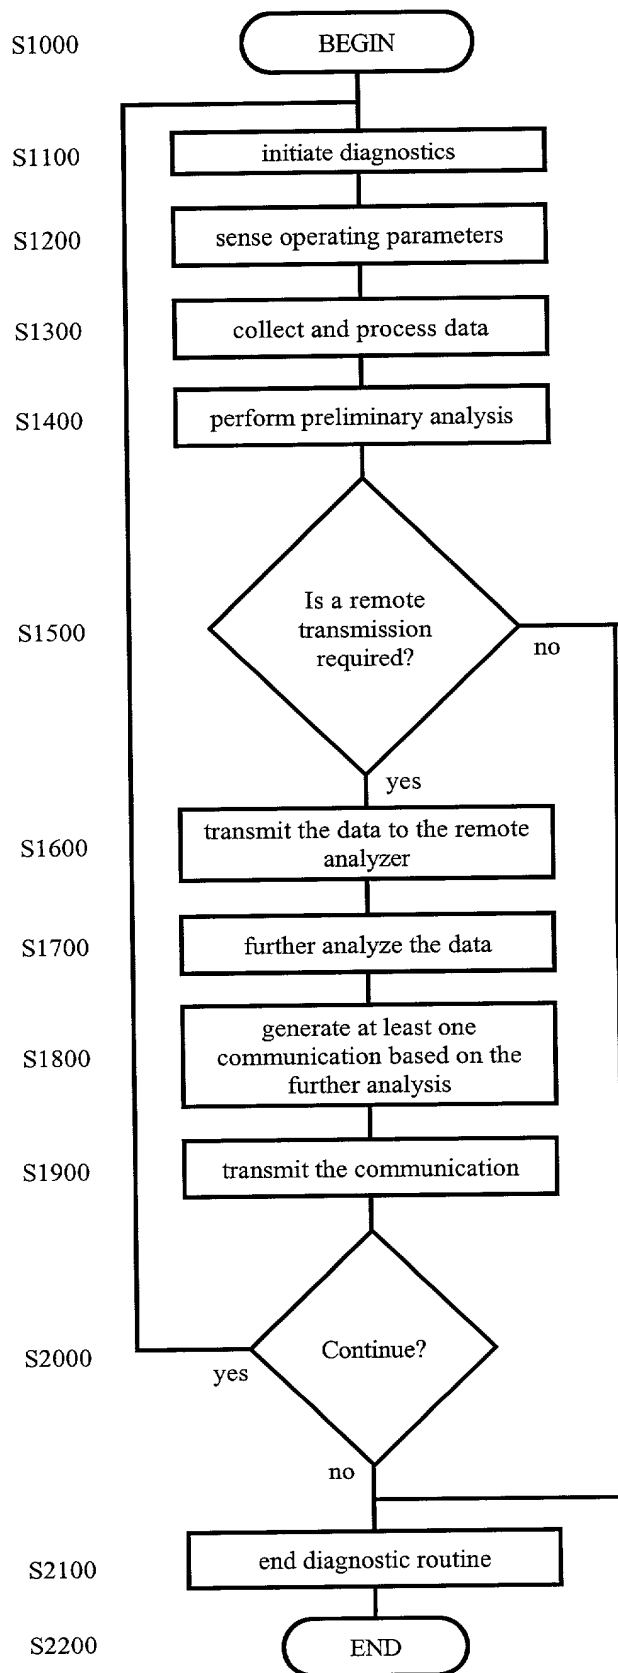 S1000
BEGIN
S1100
initiate diagnostics
S1200
sense operating parameters
S1300
collect and process data
S1400
perform preliminary analysis
S1500
Is a remote
transmission
required?
no
yes
S1600
transmit the data to the remote
analyzer
S1700
further analyze the data
S1800
generate at least one
communication based on the
further analysis
S1900
transmit the communication
S2000
Continue?
yes
no
S2100
end diagnostic routine
S2200
END